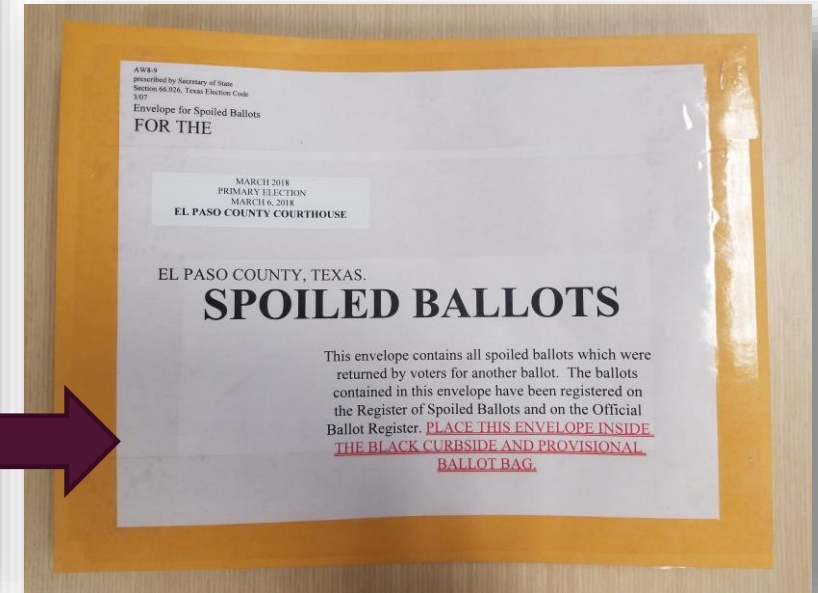 AW8-9
prescribed by Secretary of State
Section 66.026, Texas Election Code
3/07
Envelope for Spoiled Ballots
FOR THE
MARCH 2018
PRIMARY ELECTION
MARCH 6, 2018
EL PASO COUNTY COURTHOUSE
EL PASO COUNTY, TEXAS.
SPOILED BALLOTS
This envelope contains all spoiled ballots which were
returned by voters for another ballot. The ballots
contained in this envelope have been registered on
the Register of Spoiled Ballots and on the Official
Ballot Register. PLACE THIS ENVELOPE INSIDE
THE BLACK CURBSIDE AND PROVISIONAL
BALLOT BAG.